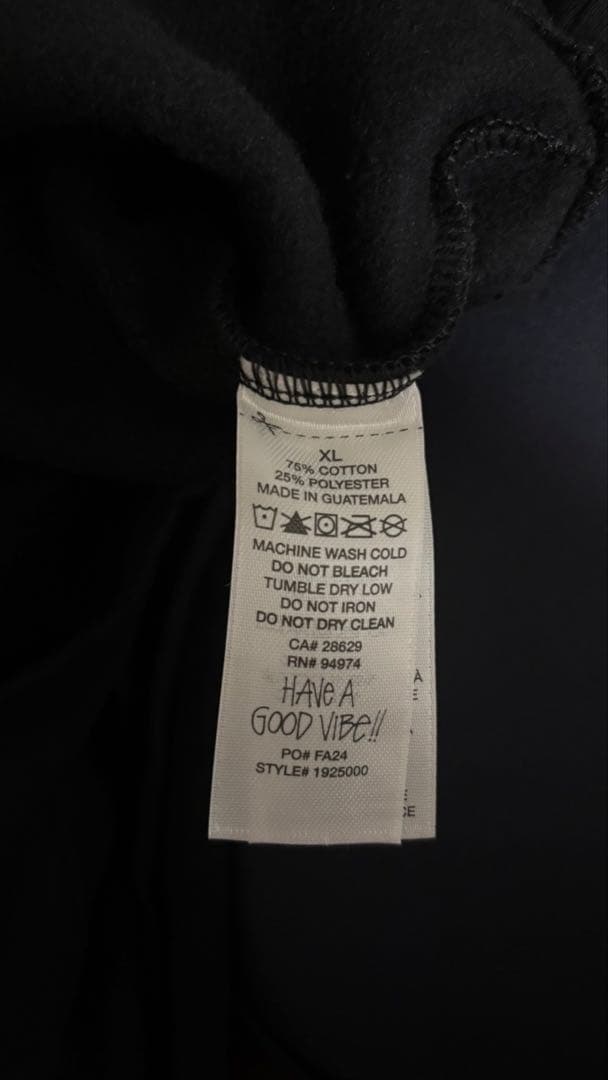 XL
75% COTTON
25% POLYESTER
MADE IN GUATEMALA
MACHINE WASH COLD
DO NOT BLEACH
TUMBLE DRY LOW
DO NOT IRON
DO NOT DRY CLEAN
CA# 28629
RN# 94974
HAVE A
GOOD VIBE!!
PO# FA24
STYLE# 1925000